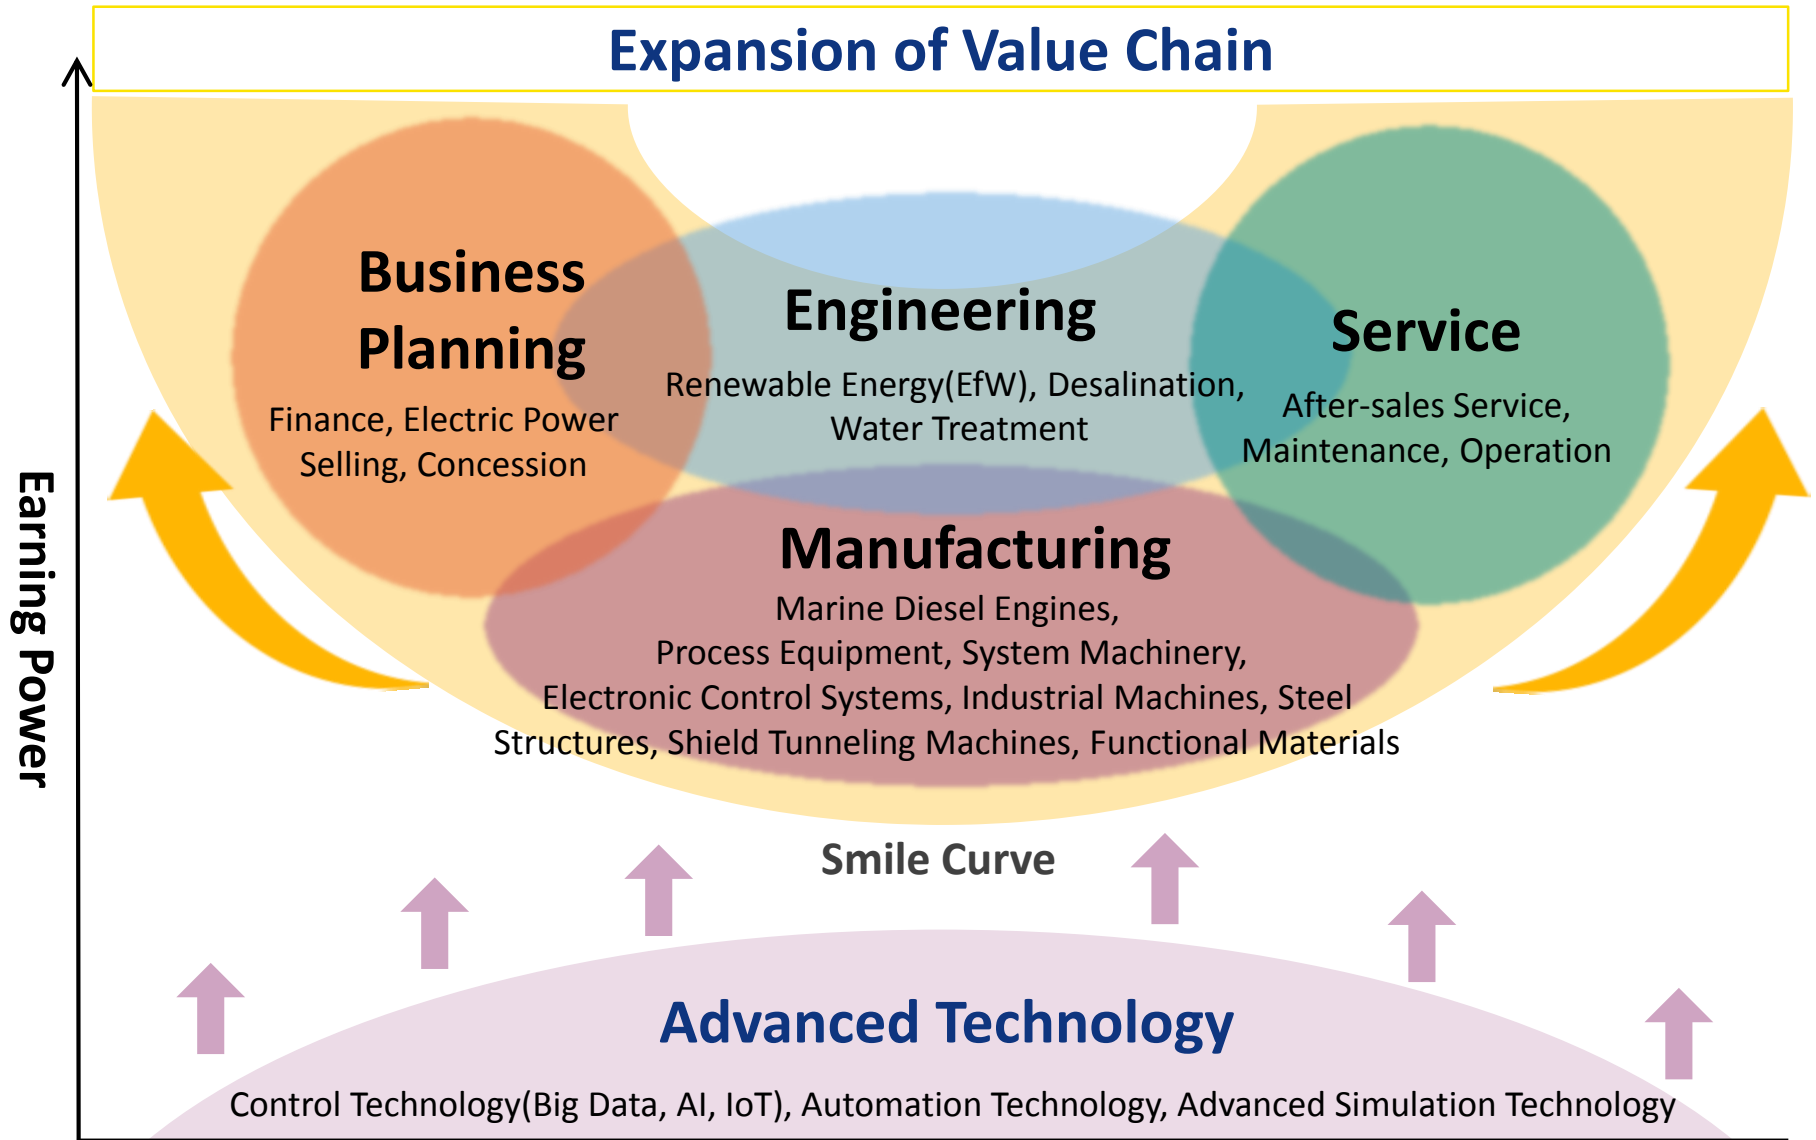 Expansion of Value Chain
Earning Power
Business
Planning
Finance, Electric Power
Selling, Concession
Engineering
Renewable Energy(EfW), Desalination,
Water Treatment
Service
After-sales Service,
Maintenance, Operation
Manufacturing
Marine Diesel Engines,
Process Equipment, System Machinery,
Electronic Control Systems, Industrial Machines, Steel
Structures, Shield Tunneling Machines, Functional Materials
Smile Curve
Advanced Technology
Control Technology(Big Data, AI, IoT), Automation Technology, Advanced Simulation Technology